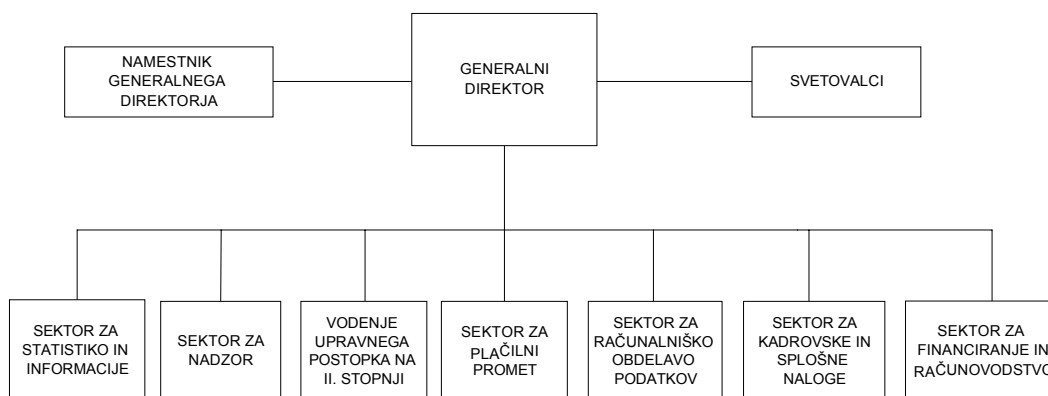 NAMESTNIK
GENERALNEGA
DIREKTORJA
GENERALNI
DIREKTOR
SVETOVALCI
SEKTOR ZA
STATISTIKO IN
INFORMACIJE
SEKTOR ZA
NADZOR
VODENJE
UPRAVNEGA
POSTOPKA NA
II. STOPNJI
SEKTOR ZA
PLAČILNI
PROMET
SEKTOR ZA
RAČUNALNIŠKO
OBDELAVO
PODATKOV
SEKTOR ZA
KADROVSKE IN
SPLOŠNE
NALOGE
SEKTOR ZA
FINANCIRANJE IN
RAČUNOVODSTVO